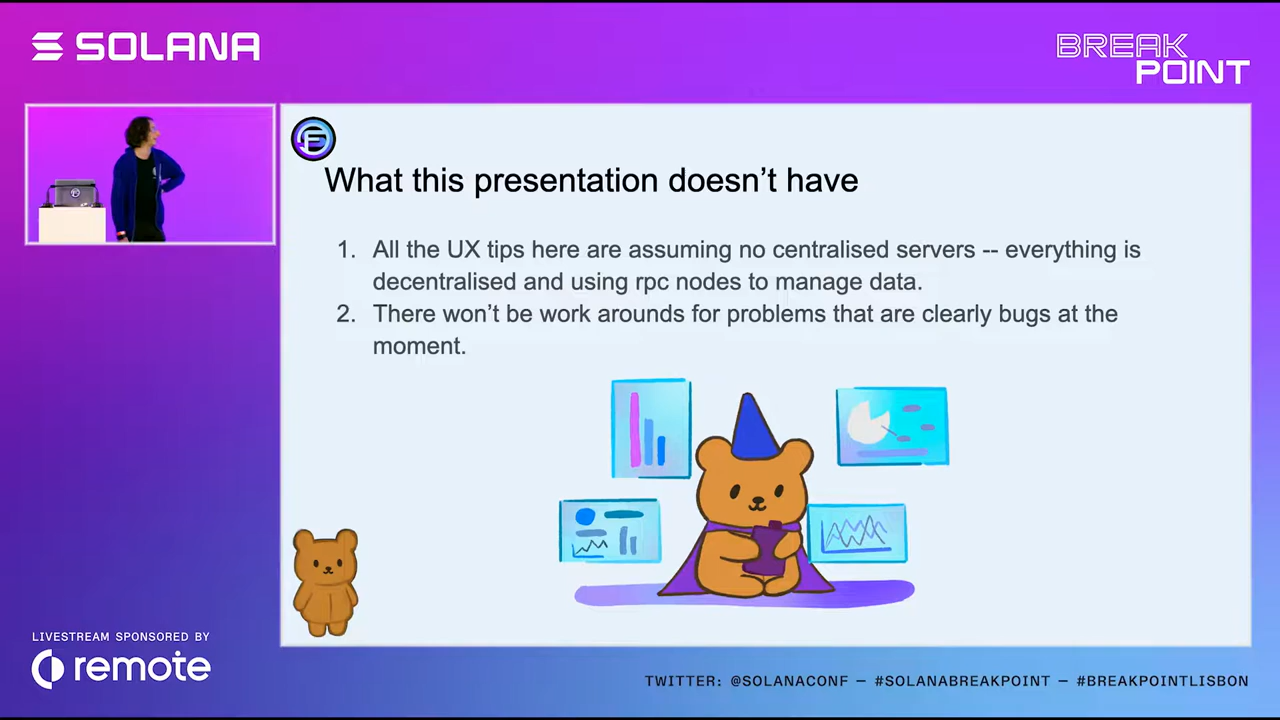 SOLANA
BREAK
POINT
What this presentation doesn't have
1. All the UX tips here are assuming no centralised servers -- everything is
decentralised and using rpc nodes to manage data.
2. There won't be work arounds for problems that are clearly bugs at the
moment.
LIVESTREAM SPONSORED BY
remote
TWITTER: @SOLANACONF — #SOLANABREAKPOINT — #BREAKPOINTLISBON